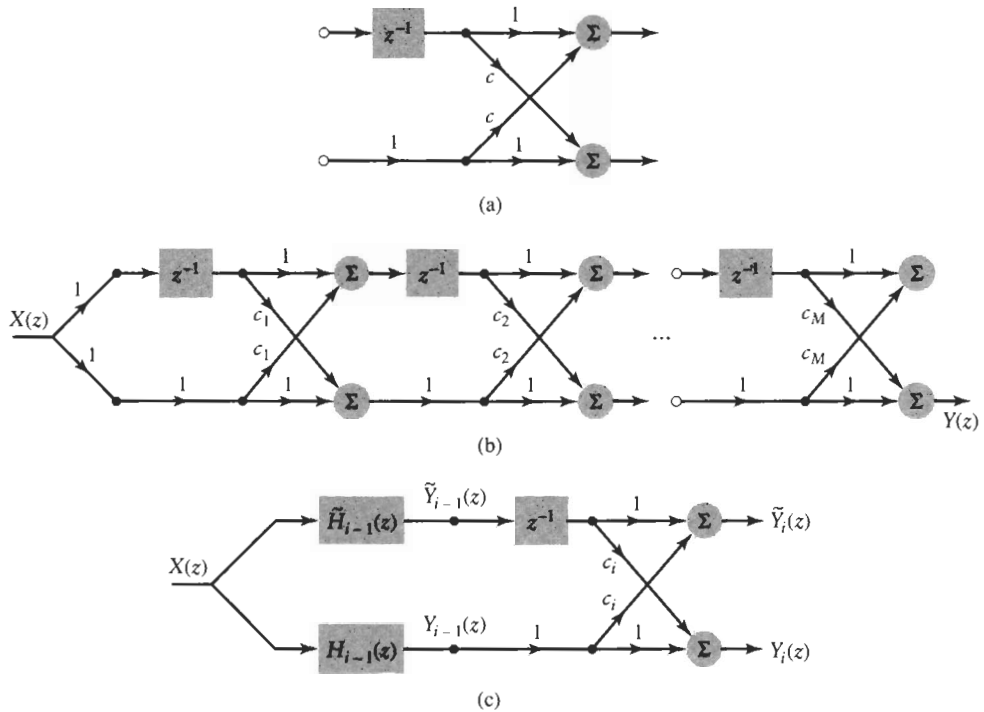 1
z⁻¹
Σ
c
c
1
1
Σ
(a)
1
1
1
z⁻¹
Σ
z⁻¹
Σ
z⁻¹
Σ
1
X(z)
c₁
c₂
c_M
...
c₁
c₂
c_M
1
1
1
1
1
1
1
Σ
Σ
Σ
Y(z)
(b)
Ỹᵢ₋₁(z)
1
H̃ᵢ₋₁(z)
z⁻¹
Σ
Ỹᵢ(z)
cᵢ
X(z)
cᵢ
Yᵢ₋₁(z)
1
1
Hᵢ₋₁(z)
Σ
Yᵢ(z)
(c)